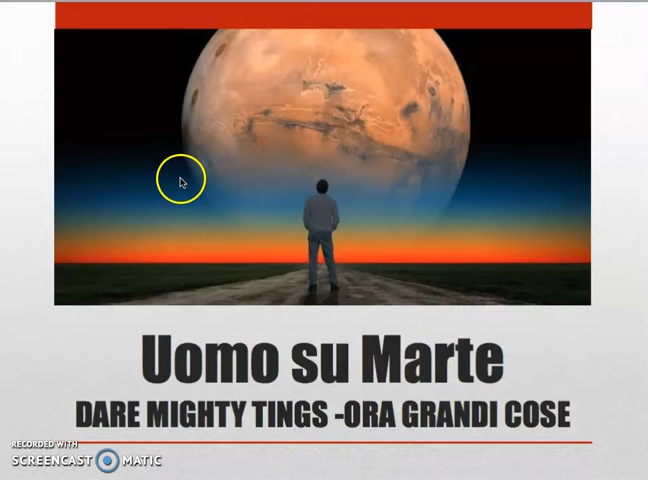 Uomo su Marte
DARE MIGHTY TINGS -ORA GRANDI COSE
RECORDED WITH
SCREENCAST MATIC